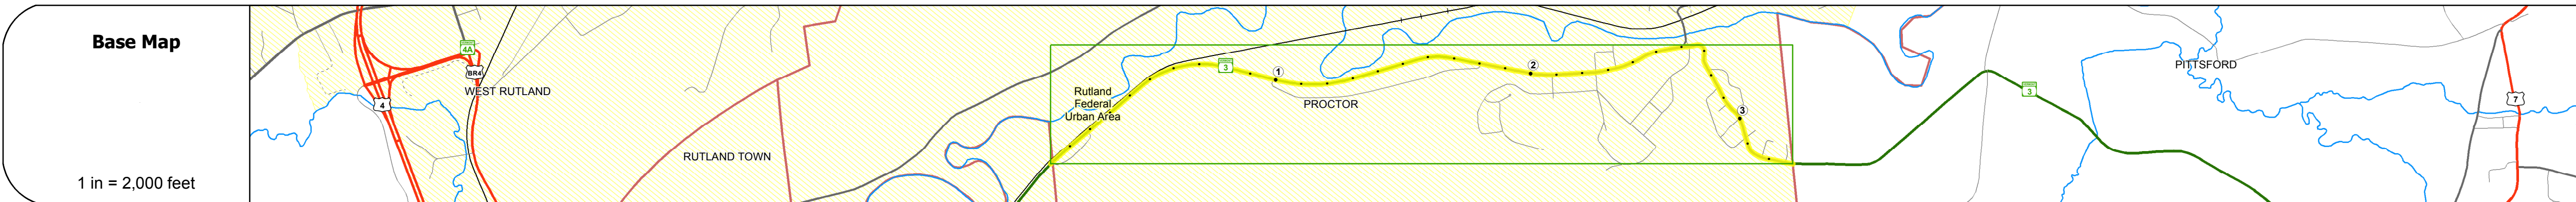 Base Map
1 in = 2,000 feet
4A
BR4
4
WEST RUTLAND
RUTLAND TOWN
Rutland
Federal
Urban Area
3
1
PROCTOR
2
3
3
PITTSFORD
7